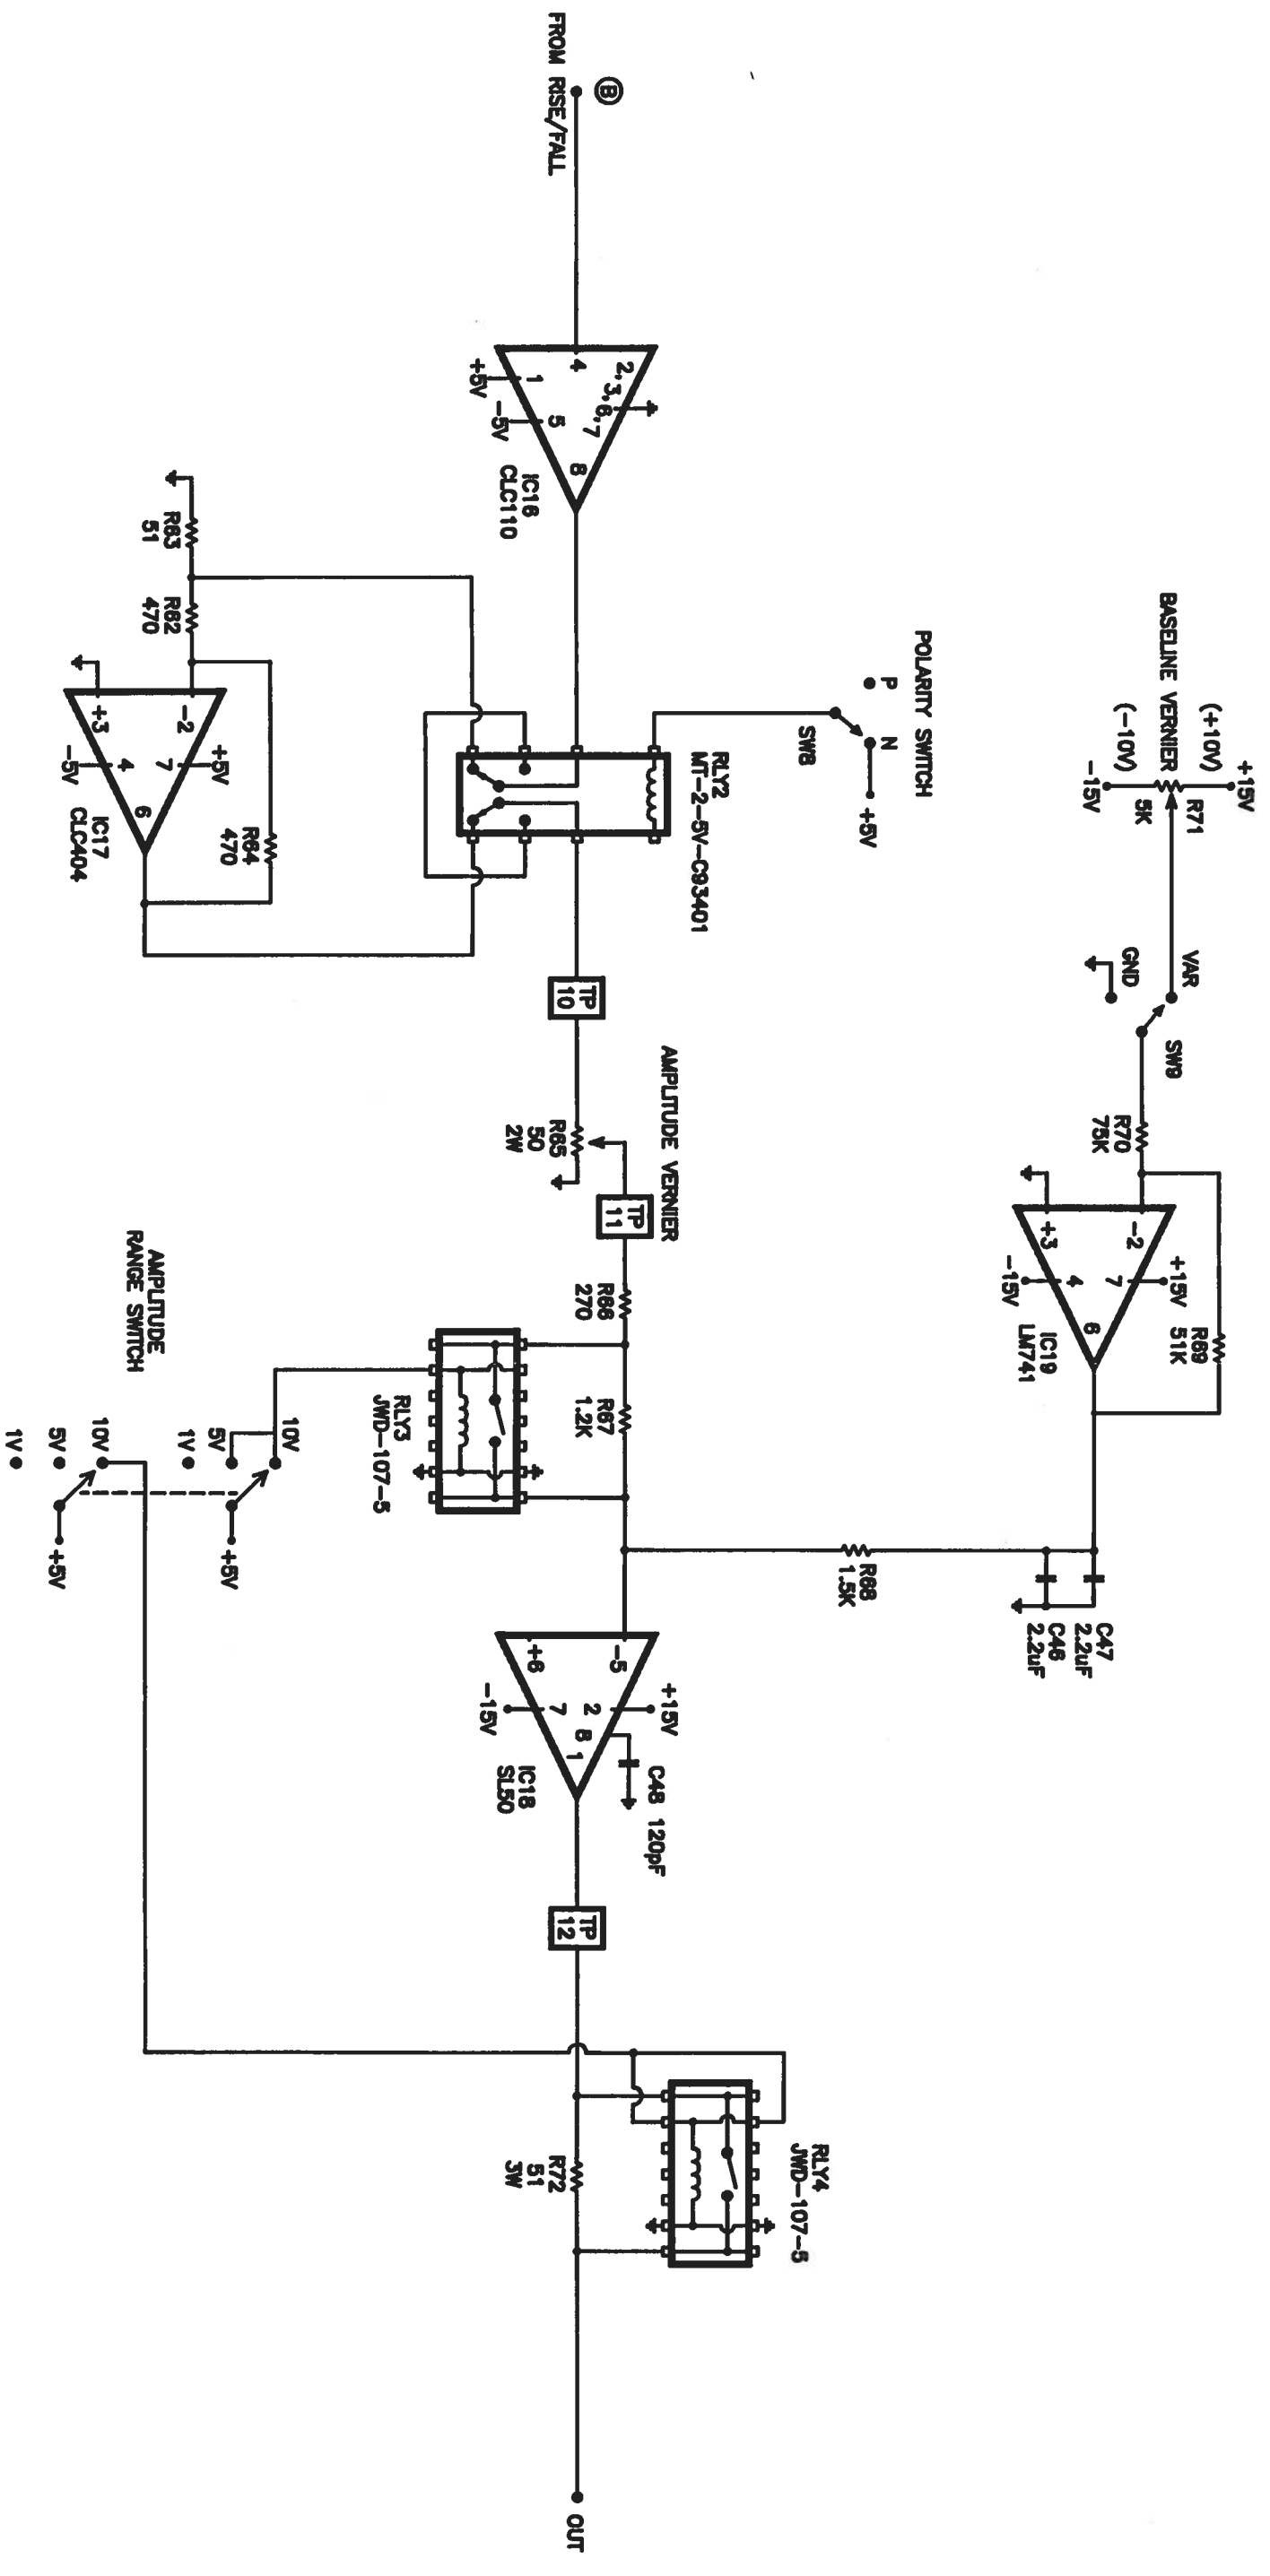 BASELINE VERNIER
(+10V)
(-10V)
+15V
R71
5K
-15V
VAR
GND
SW9
R70
75K
-2
+3
+15V
7
4
-15V
6
R69
51K
IC19
LM741
C47
2.2uF
C46
2.2uF
R68
1.5K
POLARITY SWITCH
P
N
SW8
+5V
B
FROM RISE/FALL
4
2,3,6,7
1
+5V
5
-5V
8
IC16
CLC110
RLY2
MT-2-5V-C93401
R63
51
R62
470
-2
+3
+5V
7
4
-5V
6
R64
470
IC17
CLC404
TP
10
AMPLITUDE VERNIER
R65
50
2W
TP
11
R66
270
R67
1.2K
RLY3
JWD-107-5
-5
+6
+15V
2
7
-15V
8
1
C48 120pF
IC18
SL50
TP
12
RLY4
JWD-107-5
R72
51
3W
OUT
AMPLITUDE
RANGE SWITCH
10V
5V
1V
+5V
10V
5V
1V
+5V